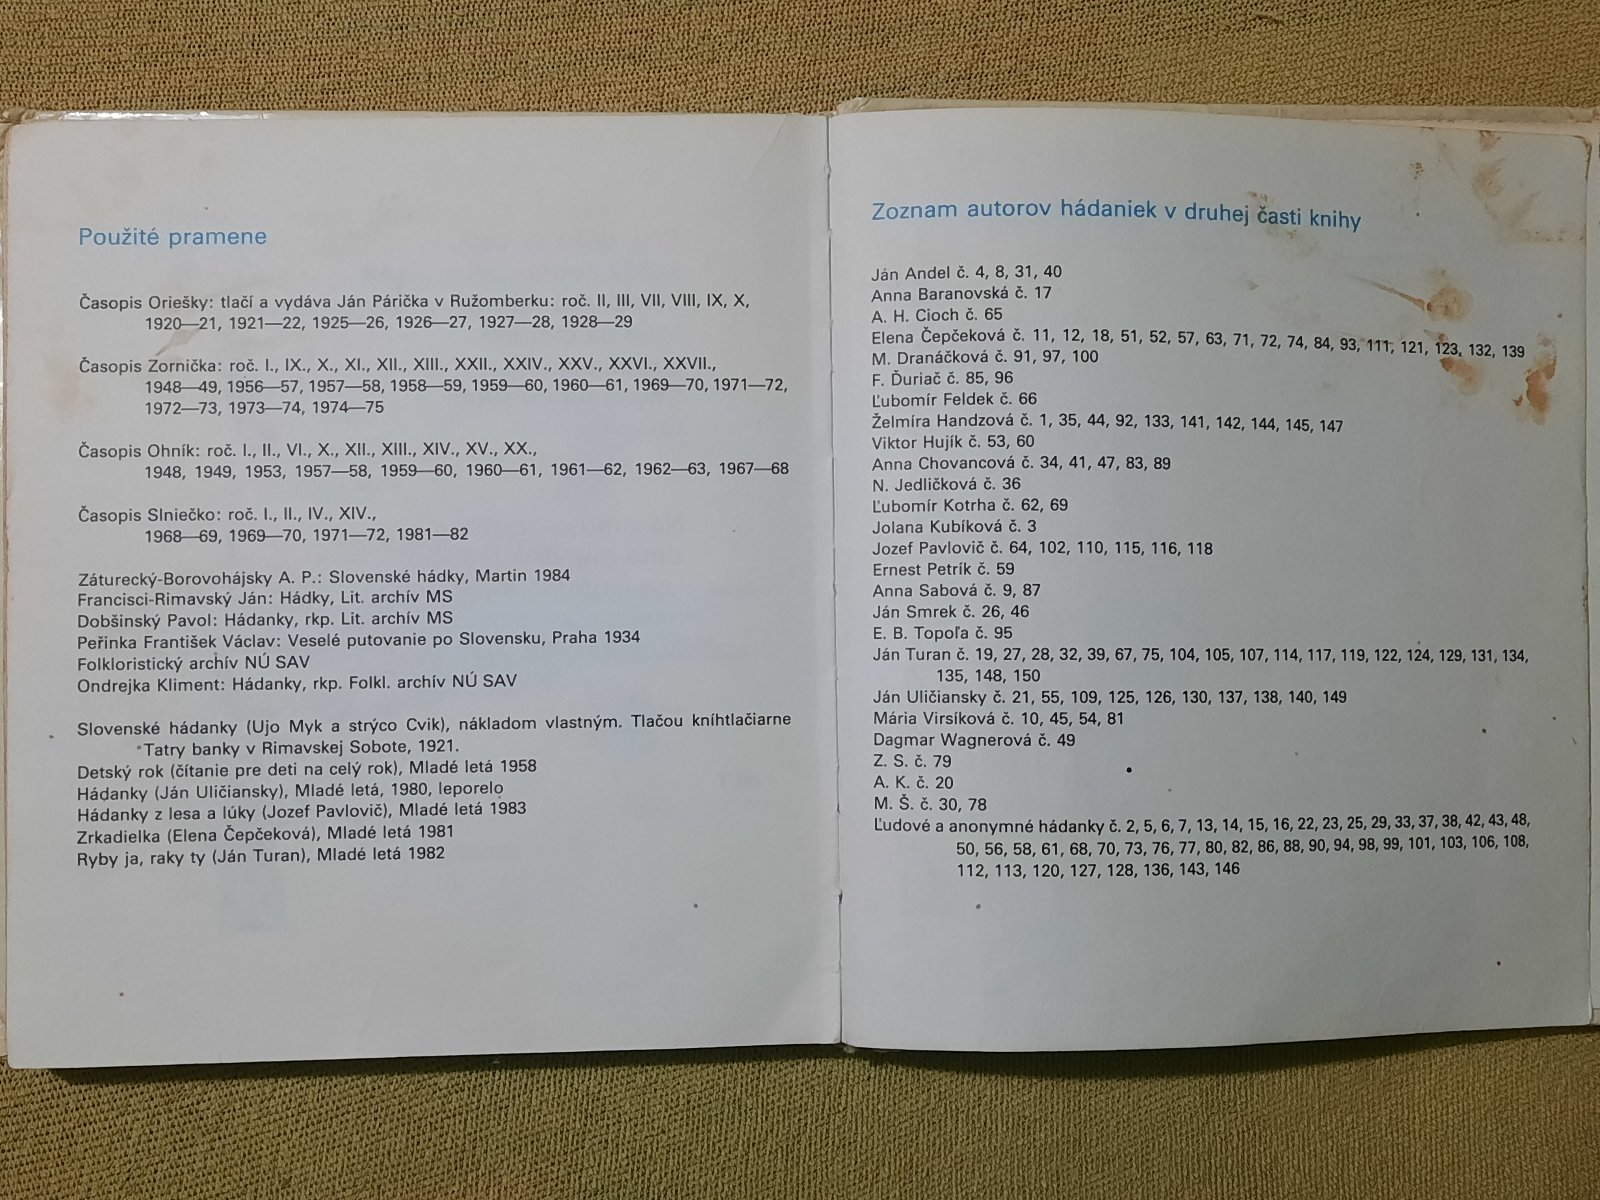 Použité pramene
Časopis Oriešky: tlačí a vydáva Ján Párička v Ružomberku: roč. II, III, VII, VIII, IX, X,
1920—21, 1921—22, 1925—26, 1926—27, 1927—28, 1928—29
Časopis Zornička: roč. I., IX., X., XI., XII., XIII., XXII., XXIV., XXV., XXVI., XXVII.,
1948—49, 1956—57, 1957—58, 1958—59, 1959—60, 1960—61, 1969—70, 1971—72,
1972—73, 1973—74, 1974—75
Časopis Ohník: roč. I., II., VI., X., XII., XIII., XIV., XV., XX.,
1948, 1949, 1953, 1957—58, 1959—60, 1960—61, 1961—62, 1962—63, 1967—68
Časopis Slniečko: roč. I., II., IV., XIV.,
1968—69, 1969—70, 1971—72, 1981—82
Záturecký-Borovohájsky A. P.: Slovenské hádky, Martin 1984
Francisci-Rimavský Ján: Hádky, Lit. archív MS
Dobšinský Pavol: Hádanky, rkp. Lit. archív MS
Peřinka František Václav: Veselé putovanie po Slovensku, Praha 1934
Folkloristický archív NÚ SAV
Ondrejka Kliment: Hádanky, rkp. Folkl. archív NÚ SAV
Slovenské hádanky (Ujo Myk a strýco Cvik), nákladom vlastným. Tlačou kníhtlačiarne
Tatry banky v Rimavskej Sobote, 1921.
Detský rok (čítanie pre deti na celý rok), Mladé letá 1958
Hádanky (Ján Uličiansky), Mladé letá, 1980, leporelo
Hádanky z lesa a lúky (Jozef Pavlovič), Mladé letá 1983
Zrkadielka (Elena Čepčeková), Mladé letá 1981
Ryby ja, raky ty (Ján Turan), Mladé letá 1982
Zoznam autorov hádaniek v druhej časti knihy
Ján Andel č. 4, 8, 31, 40
Anna Baranovská č. 17
A. H. Cioch č. 65
Elena Čepčeková č. 11, 12, 18, 51, 52, 57, 63, 71, 72, 74, 84, 93, 111, 121, 123, 132, 139
M. Dranáčková č. 91, 97, 100
F. Ďuriač č. 85, 96
Ľubomír Feldek č. 66
Želmíra Handzová č. 1, 35, 44, 92, 133, 141, 142, 144, 145, 147
Viktor Hujík č. 53, 60
Anna Chovancová č. 34, 41, 47, 83, 89
N. Jedličková č. 36
Ľubomír Kotrha č. 62, 69
Jolana Kubíková č. 3
Jozef Pavlovič č. 64, 102, 110, 115, 116, 118
Ernest Petrík č. 59
Anna Sabová č. 9, 87
Ján Smrek č. 26, 46
E. B. Topoľa č. 95
Ján Turan č. 19, 27, 28, 32, 39, 67, 75, 104, 105, 107, 114, 117, 119, 122, 124, 129, 131, 134,
135, 148, 150
Ján Uličiansky č. 21, 55, 109, 125, 126, 130, 137, 138, 140, 149
Mária Virsíková č. 10, 45, 54, 81
Dagmar Wagnerová č. 49
Z. S. č. 79
A. K. č. 20
M. Š. č. 30, 78
Ľudové a anonymné hádanky č. 2, 5, 6, 7, 13, 14, 15, 16, 22, 23, 25, 29, 33, 37, 38, 42, 43, 48,
50, 56, 58, 61, 68, 70, 73, 76, 77, 80, 82, 86, 88, 90, 94, 98, 99, 101, 103, 106, 108,
112, 113, 120, 127, 128, 136, 143, 146